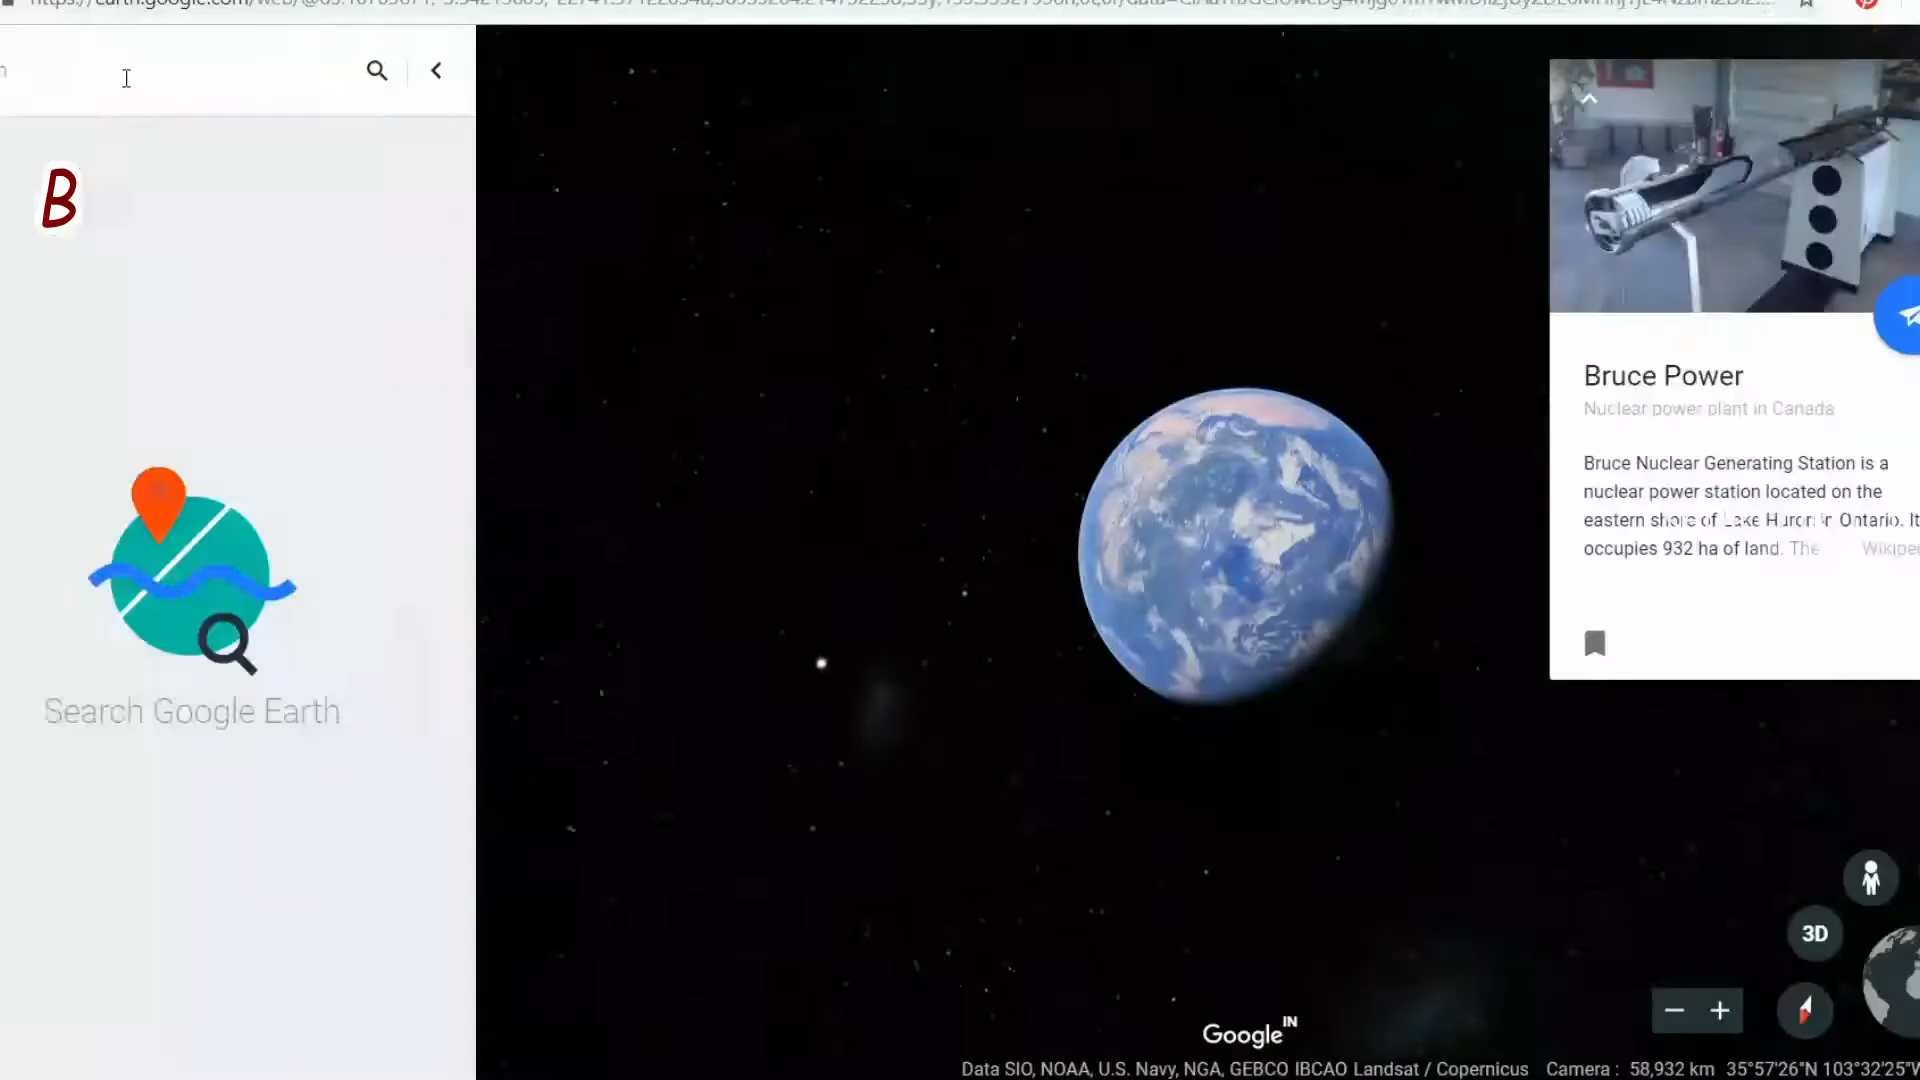 B
Search Google Earth
Bruce Power
Nuclear power plant in Canada
Bruce Nuclear Generating Station is a
nuclear power station located on the
eastern shore of Lake Huron in Ontario. It
occupies 932 ha of land. The
3D
Google IN
Data SIO, NOAA, U.S. Navy, NGA, GEBCO IBCAO Landsat / Copernicus Camera : 58,932 km 35°57'26"N 103°32'25"W